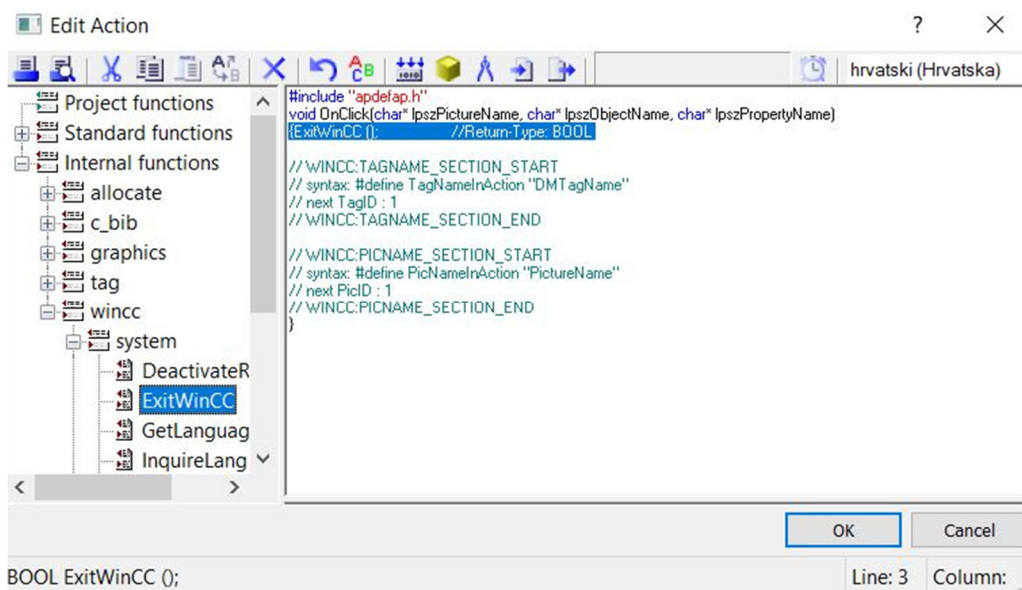 Edit Action
? ×
hrvatski (Hrvatska)
Project functions
Standard functions
Internal functions
allocate
c_bib
graphics
tag
wincc
system
DeactivateR
ExitWinCC
GetLanguag
InquireLang
#include "apdefap.h"
void OnClick(char* lpszPictureName, char* lpszObjectName, char* lpszPropertyName)
{ExitWinCC (); //Return-Type: BOOL
// WINCC:TAGNAME_SECTION_START
// syntax: #define TagNameInAction "DMTagName"
// next TagID : 1
// WINCC:TAGNAME_SECTION_END
// WINCC:PICNAME_SECTION_START
// syntax: #define PicNameInAction "PictureName"
// next PicID : 1
// WINCC:PICNAME_SECTION_END
}
OK
Cancel
BOOL ExitWinCC ();
Line: 3
Column: